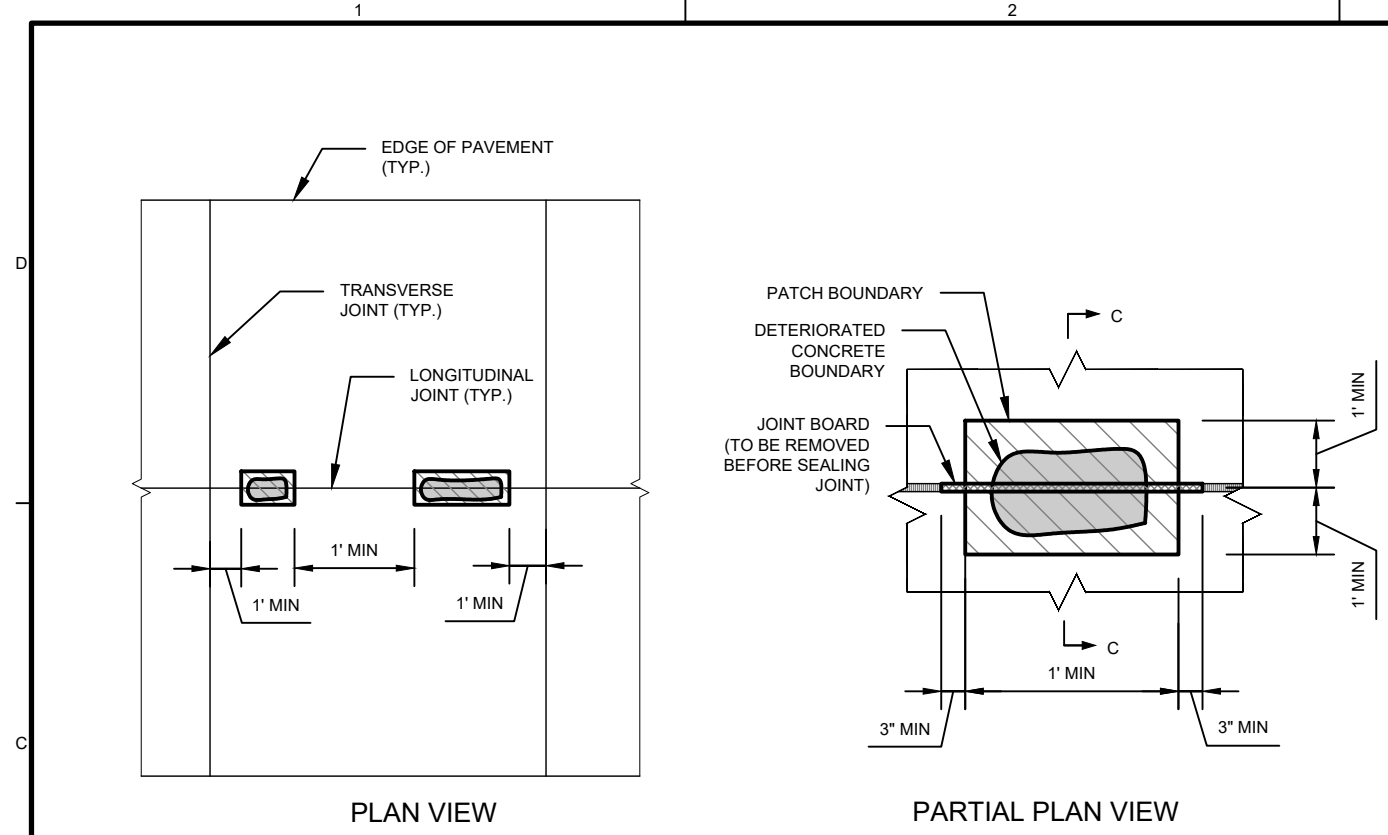 1
2
D
C
EDGE OF PAVEMENT
(TYP.)
TRANSVERSE
JOINT (TYP.)
LONGITUDINAL
JOINT (TYP.)
1' MIN
1' MIN
1' MIN
PLAN VIEW
PATCH BOUNDARY
DETERIORATED
CONCRETE
BOUNDARY
JOINT BOARD
(TO BE REMOVED
BEFORE SEALING
JOINT)
C
1' MIN
1' MIN
C
1' MIN
3" MIN
3" MIN
PARTIAL PLAN VIEW